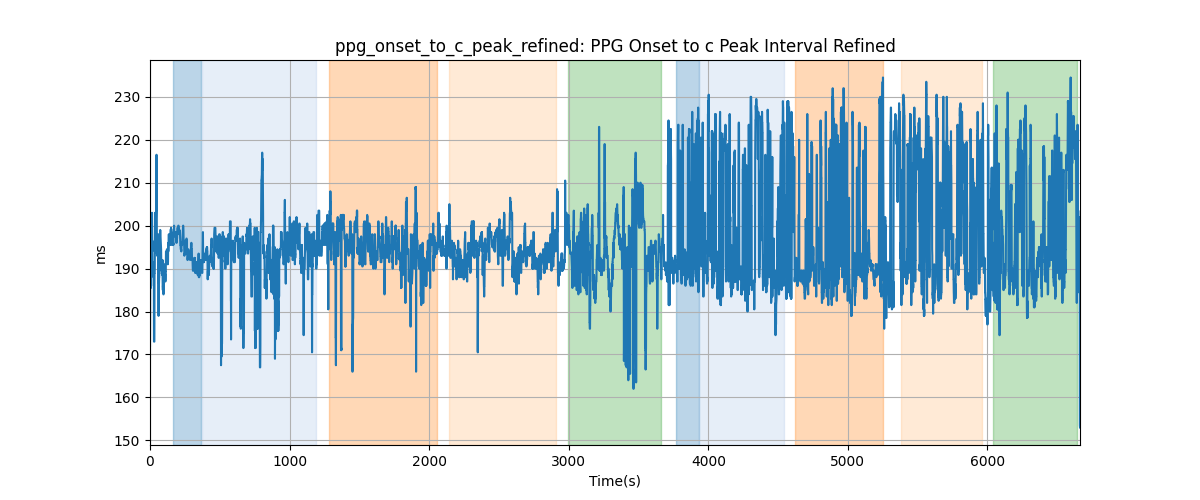 ppg_onset_to_c_peak_refined: PPG Onset to c Peak Interval Refined
230
220
210
200
190
180
170
160
150
ms
0 1000 2000 3000 4000 5000 6000
Time(s)